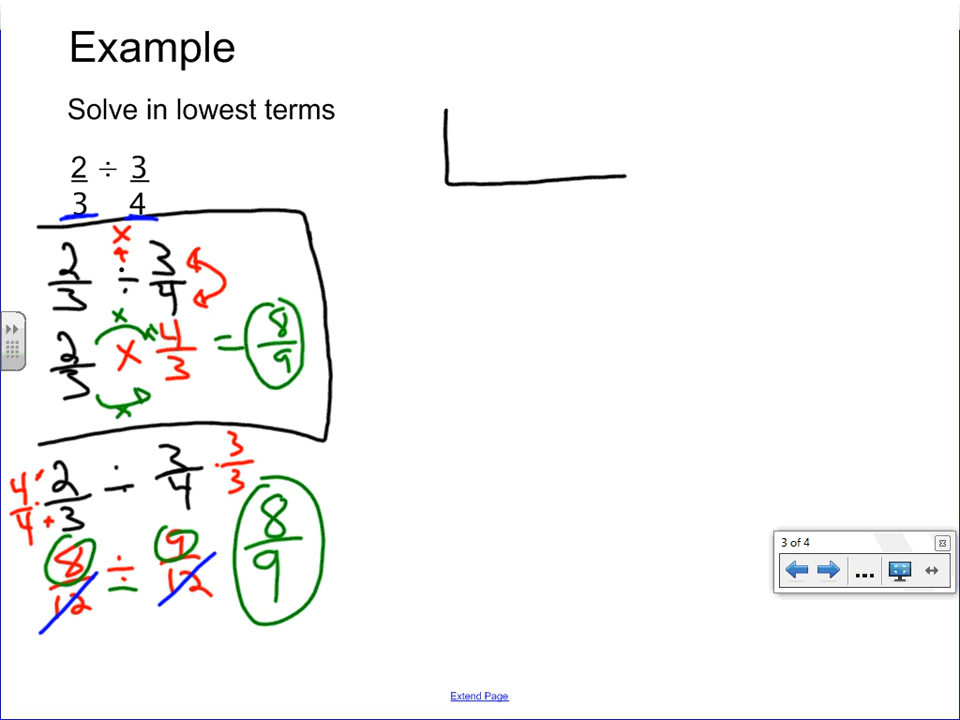 Example
Solve in lowest terms
2 ÷ 3
3 4
x
2 ÷ 3
3 4
x
2 x 4 = 8
3 3 9
x
4 · 2 ÷ 3 · 3
4 3 4 3
8 ÷ 9 8
12 12 9
3 of 4
...
Extend Page